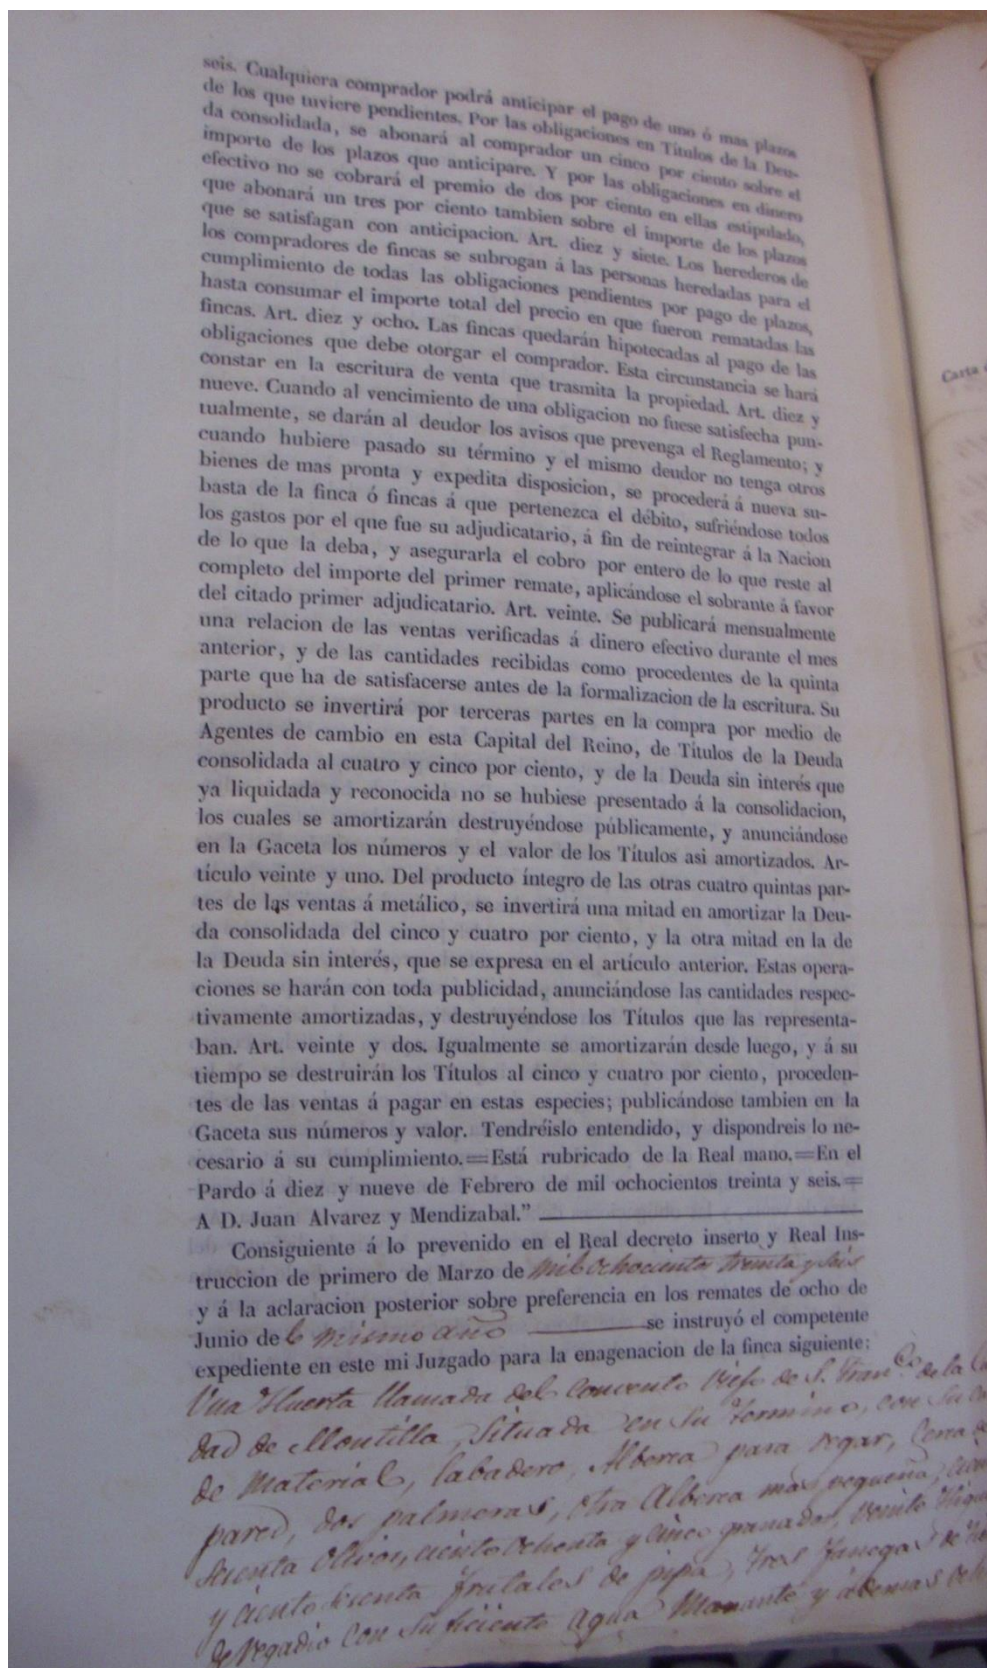 seis. Cualquiera comprador podrá anticipar el pago de uno ó mas plazos
de los que tuviere pendientes. Por las obligaciones en Títulos de la Deu-
da consolidada, se abonará al comprador un cinco por ciento sobre el
importe de los plazos que anticipare. Y por las obligaciones en dinero
efectivo no se cobrará el premio de dos por ciento en ellas estipulado,
que abonará un tres por ciento tambien sobre el importe de los plazos
que se satisfagan con anticipacion. Art. diez y siete. Los herederos de
los compradores de fincas se subrogan á las personas heredadas para el
cumplimiento de todas las obligaciones pendientes por pago de plazos,
hasta consumar el importe total del precio en que fueron rematadas las
fincas. Art. diez y ocho. Las fincas quedarán hipotecadas al pago de las
obligaciones que debe otorgar el comprador. Esta circunstancia se hará
constar en la escritura de venta que trasmita la propiedad. Art. diez y
nueve. Cuando al vencimiento de una obligacion no fuese satisfecha pun-
tualmente, se darán al deudor los avisos que prevenga el Reglamento; y
cuando hubiere pasado su término y el mismo deudor no tenga otros
bienes de mas pronta y expedita disposicion, se procederá á nueva su-
basta de la finca ó fincas á que pertenezca el débito, sufriéndose todos
los gastos por el que fue su adjudicatario, á fin de reintegrar á la Nacion
de lo que la deba, y asegurarla el cobro por entero de lo que reste al
completo del importe del primer remate, aplicándose el sobrante á favor
del citado primer adjudicatario. Art. veinte. Se publicará mensualmente
una relacion de las ventas verificadas á dinero efectivo durante el mes
anterior, y de las cantidades recibidas como procedentes de la quinta
parte que ha de satisfacerse antes de la formalizacion de la escritura. Su
producto se invertirá por terceras partes en la compra por medio de
Agentes de cambio en esta Capital del Reino, de Títulos de la Deuda
consolidada al cuatro y cinco por ciento, y de la Deuda sin interés que
ya liquidada y reconocida no se hubiese presentado á la consolidacion,
los cuales se amortizarán destruyéndose públicamente, y anunciándose
en la Gaceta los números y el valor de los Títulos asi amortizados. Ar-
tículo veinte y uno. Del producto íntegro de las otras cuatro quintas par-
tes de las ventas á metálico, se invertirá una mitad en amortizar la Deu-
da consolidada del cinco y cuatro por ciento, y la otra mitad en la de
la Deuda sin interés, que se expresa en el artículo anterior. Estas opera-
ciones se harán con toda publicidad, anunciándose las cantidades respec-
tivamente amortizadas, y destruyéndose los Títulos que las representa-
ban. Art. veinte y dos. Igualmente se amortizarán desde luego, y á su
tiempo se destruirán los Títulos al cinco y cuatro por ciento, proceden-
tes de las ventas á pagar en estas especies; publicándose tambien en la
Gaceta sus números y valor. Tendréislo entendido, y dispondreis lo ne-
cesario á su cumplimiento.=Está rubricado de la Real mano.=En el
Pardo á diez y nueve de Febrero de mil ochocientos treinta y seis.=
A D. Juan Alvarez y Mendizabal."
Consiguiente á lo prevenido en el Real decreto inserto y Real Ins-
truccion de primero de Marzo de mil ochocientos treinta y seis
y á la aclaracion posterior sobre preferencia en los remates de ocho de
Junio del mismo año se instruyó el competente
expediente en este mi Juzgado para la enagenacion de la finca siguiente:
Una Huerta llamada del Convento viejo de S. Franco. de la
dad de Montilla, Situada en su termino, con su
de Material, labadero, Alberca para regar, Cerca
pared, dos palmeras, otra Alberca mas pequeña,
Olivos, ciento ochenta y cinco granados, veinte
y ciento frutales de pipa, tres fanegas de
de Regadio con suficiente agua Manante y ademas
Carta